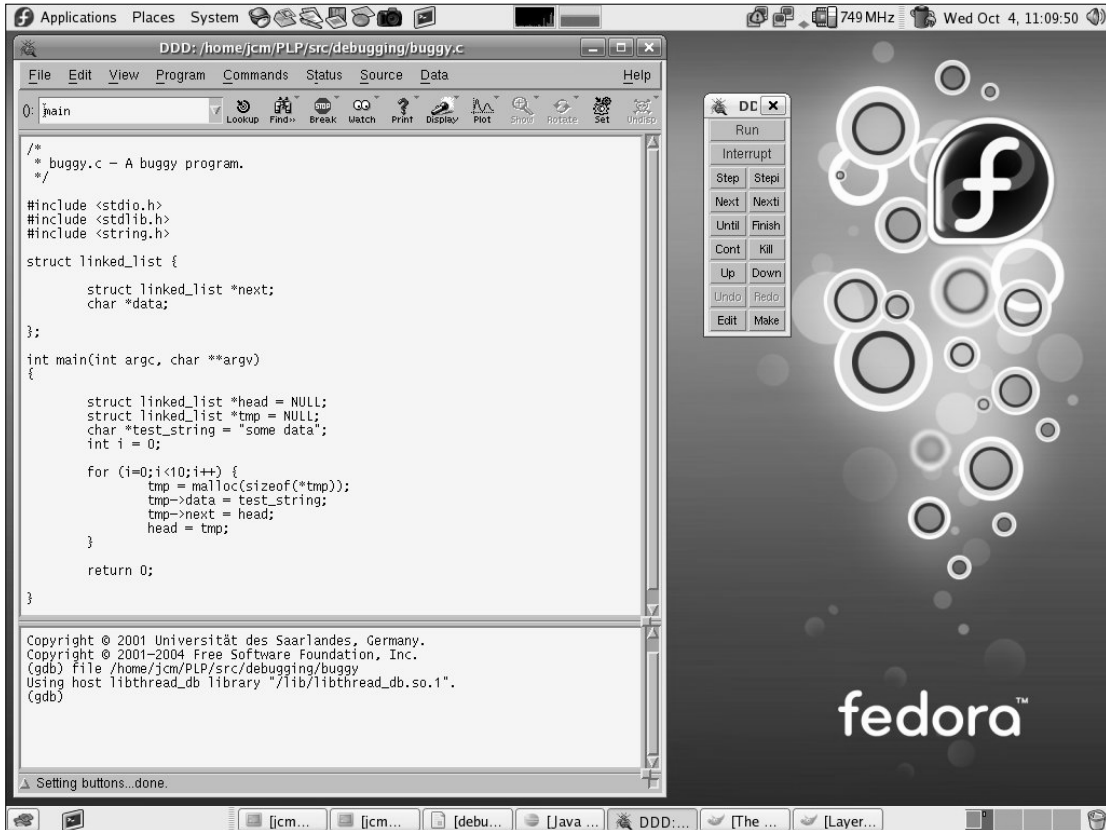 Applications Places System 749 MHz Wed Oct 4, 11:09:50
DDD: /home/jcm/PLP/src/debugging/buggy.c
File Edit View Program Commands Status Source Data Help
(): main
Lookup Find» Break Watch Print Display Plot Show Rotate Set Undisp
STOP
/*
 * buggy.c – A buggy program.
 */
#include <stdio.h>
#include <stdlib.h>
#include <string.h>
struct linked_list {
struct linked_list *next;
char *data;
};
int main(int argc, char **argv)
{
struct linked_list *head = NULL;
struct linked_list *tmp = NULL;
char *test_string = "some data";
int i = 0;
for (i=0;i<10;i++) {
tmp = malloc(sizeof(*tmp));
tmp->data = test_string;
tmp->next = head;
head = tmp;
}
return 0;
}
Copyright © 2001 Universität des Saarlandes, Germany.
Copyright © 2001-2004 Free Software Foundation, Inc.
(gdb) file /home/jcm/PLP/src/debugging/buggy
Using host libthread_db library "/lib/libthread_db.so.1".
(gdb)
Setting buttons...done.
DD
Run
Interrupt
Step Stepi
Next Nexti
Until Finish
Cont Kill
Up Down
Undo Redo
Edit Make
fedora™
[jcm... [jcm... [debu... [Java ... DDD:... [The ... [Layer...